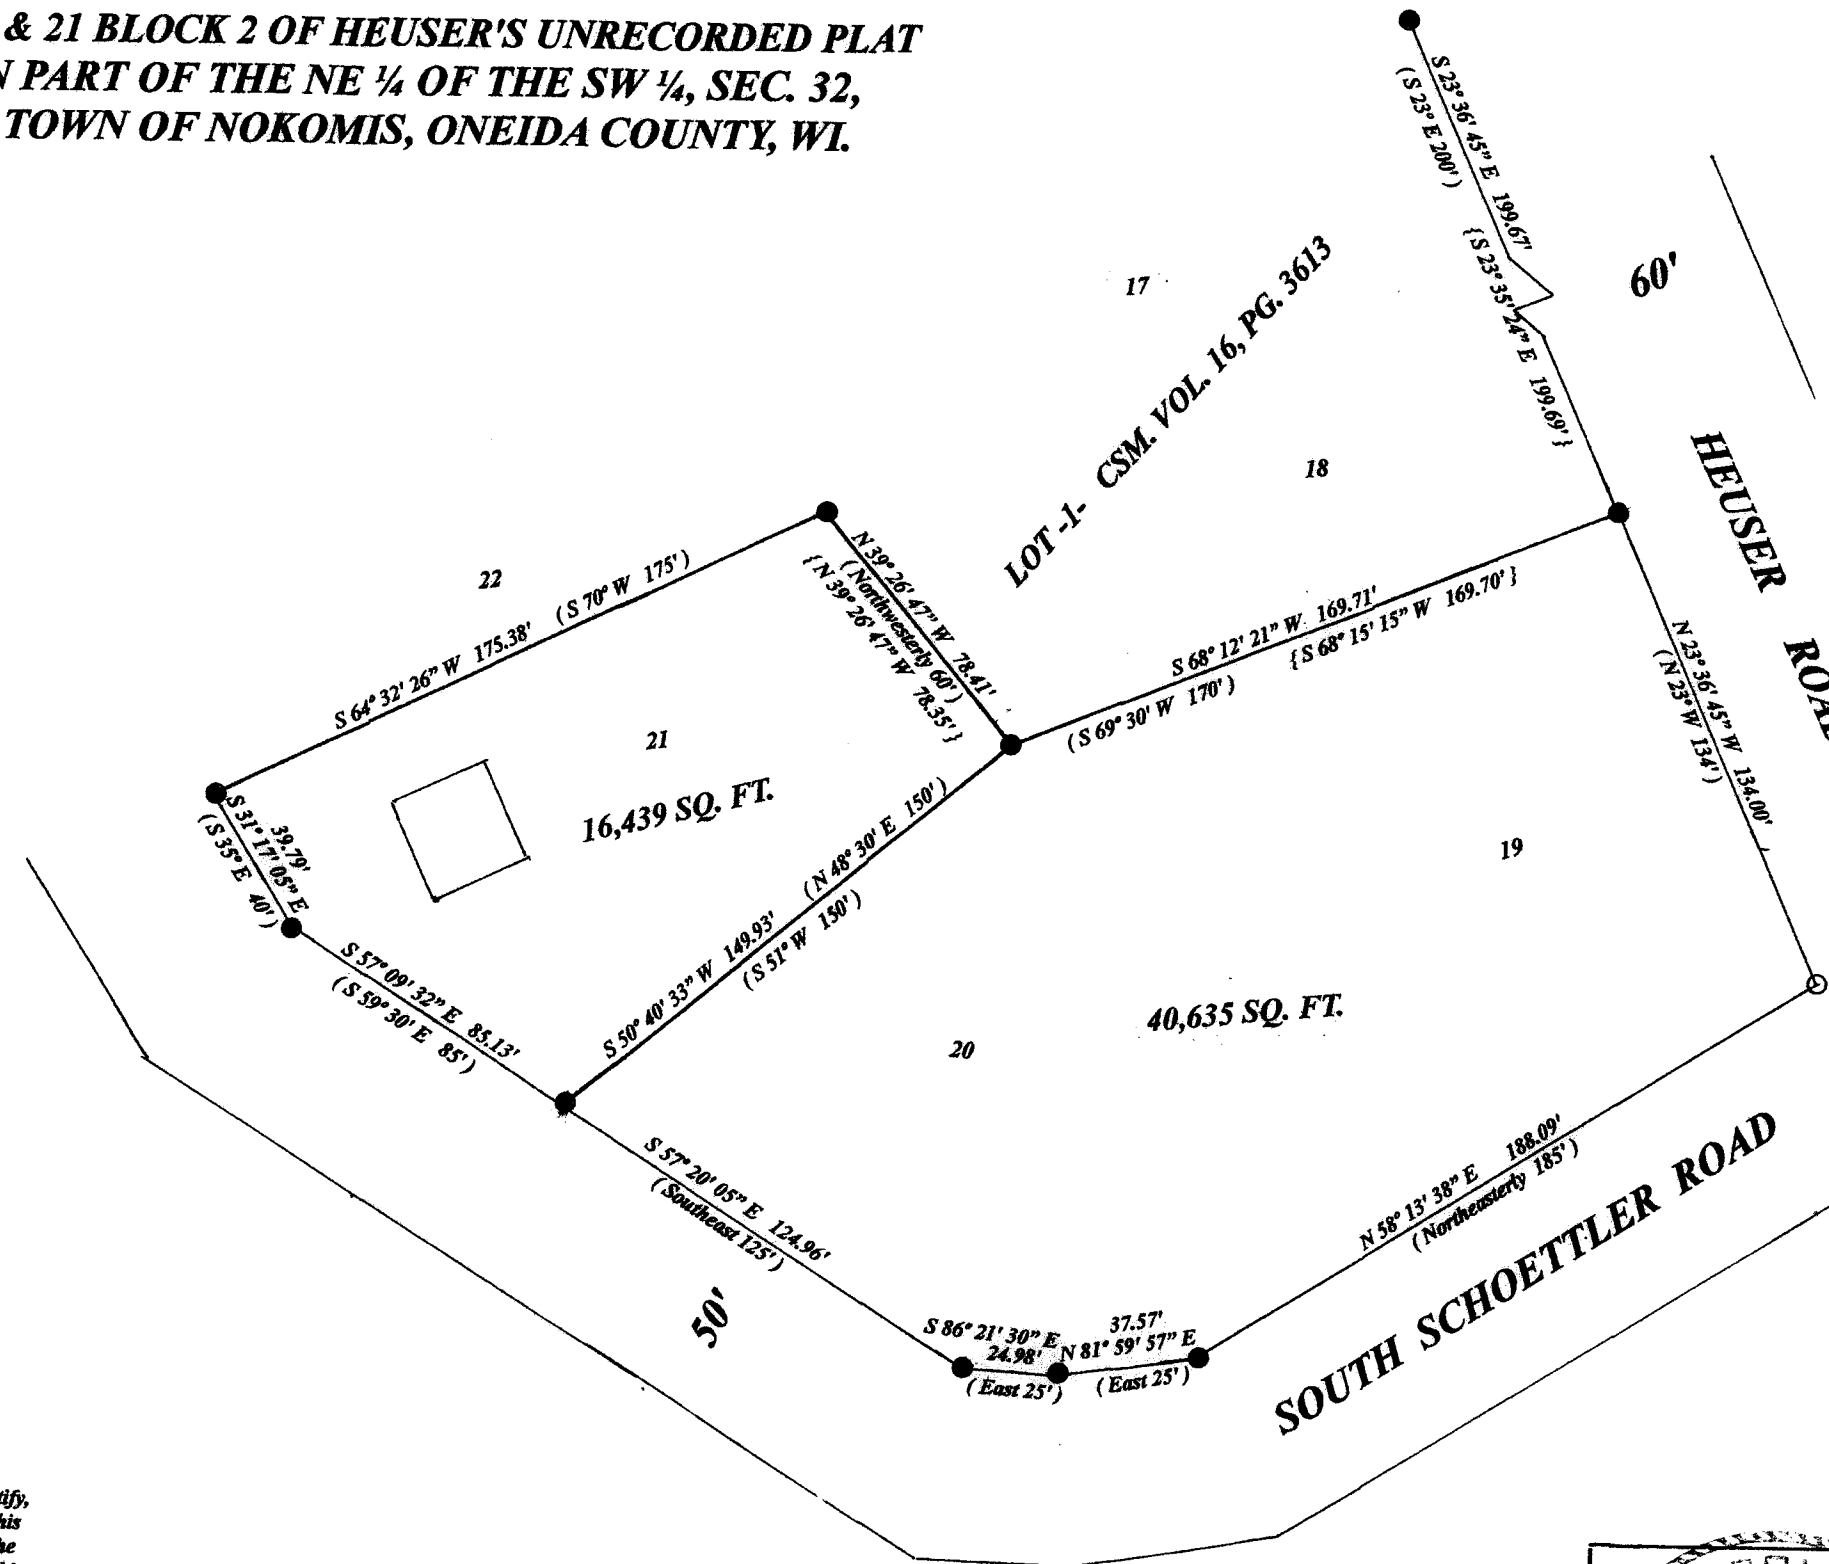 & 21 BLOCK 2 OF HEUSER'S UNRECORDED PLAT
PART OF THE NE ¼ OF THE SW ¼, SEC. 32,
TOWN OF NOKOMIS, ONEIDA COUNTY, WI.
S 23° 36' 45" E 199.67'
( S 23° E 200' )
{ S 23° 35' 24" E 199.69' }
60'
17
LOT -1- CSM. VOL. 16, PG. 3613
18
HEUSER ROAD
22
S 64° 32' 26" W 175.38' ( S 70° W 175' )
N 39° 26' 47" W 78.41'
( Northwesterly 60' )
{ N 39° 26' 47" W 78.35' }
S 68° 12' 21" W 169.71'
{ S 68° 15' 15" W 169.70' }
( S 69° 30' W 170' )
N 23° 36' 45" W 134.00'
( N 23° W 134' )
21
16,439 SQ. FT.
39.79'
S 31° 17' 05" E
( S 35° E 40' )
( N 48° 30' E 150' )
S 50° 40' 33" W 149.93'
( S 51° W 150' )
19
S 57° 09' 32" E 85.13'
( S 59° 30' E 85' )
40,635 SQ. FT.
20
S 57° 20' 05" E 124.96'
( Southeast 125' )
N 58° 13' 38" E 188.09'
( Northeasterly 185' )
50'
S 86° 21' 30" E
24.98'
( East 25' )
37.57'
N 81° 59' 57" E
( East 25' )
SOUTH SCHOETTLER ROAD